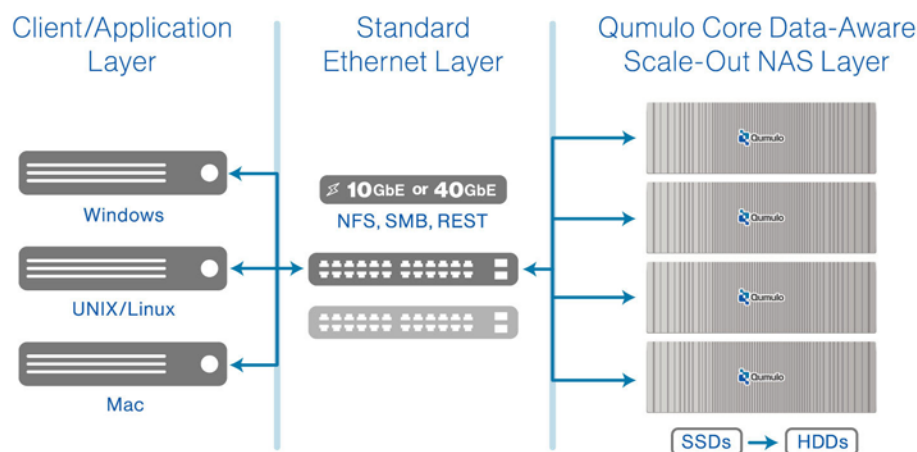 Client/Application
Layer
Windows
UNIX/Linux
Mac
Standard
Ethernet Layer
10GbE or 40GbE
NFS, SMB, REST
Qumulo Core Data-Aware
Scale-Out NAS Layer
Qumulo
Qumulo
Qumulo
Qumulo
SSDs
HDDs